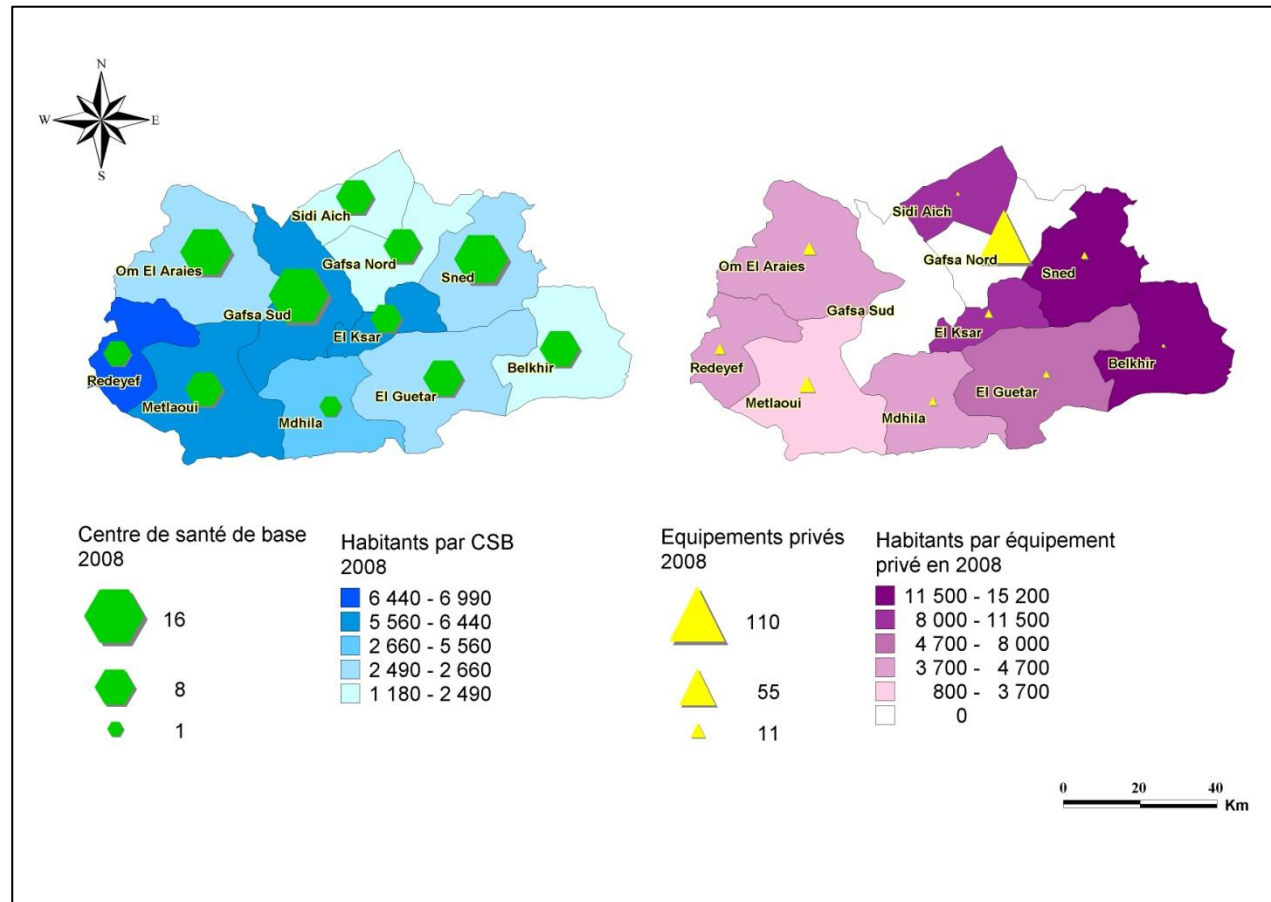 N
W
E
S
Sidi Aich
Om El Araies
Gafsa Nord
Sned
Gafsa Sud
El Ksar
Belkhir
Redeyef
Metlaoui
El Guetar
Mdhila
Sidi Aich
Gafsa Nord
Om El Araies
Sned
Gafsa Sud
El Ksar
Redeyef
Belkhir
Metlaoui
El Guetar
Mdhila
Centre de santé de base
2008
16
8
1
Habitants par CSB
2008
6 440 - 6 990
5 560 - 6 440
2 660 - 5 560
2 490 - 2 660
1 180 - 2 490
Equipements privés
2008
110
55
11
Habitants par équipement
privé en 2008
11 500 - 15 200
8 000 - 11 500
4 700 - 8 000
3 700 - 4 700
800 - 3 700
0
0 20 40
Km